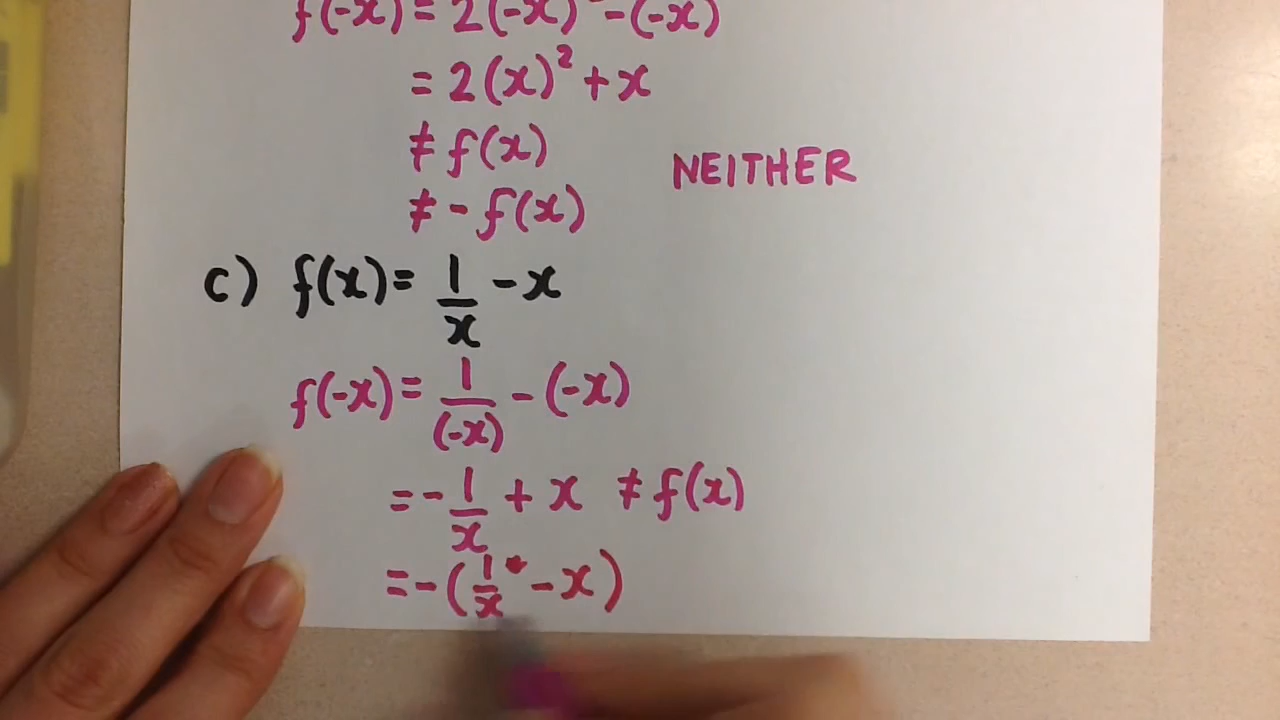 f(-x) = 2(-x)² - (-x)
= 2(x)² + x
≠ f(x)
NEITHER
≠ - f(x)
c) f(x) = 1/x - x
f(-x) = 1/(-x) - (-x)
= - 1/x + x ≠ f(x)
= - (1/x - x)